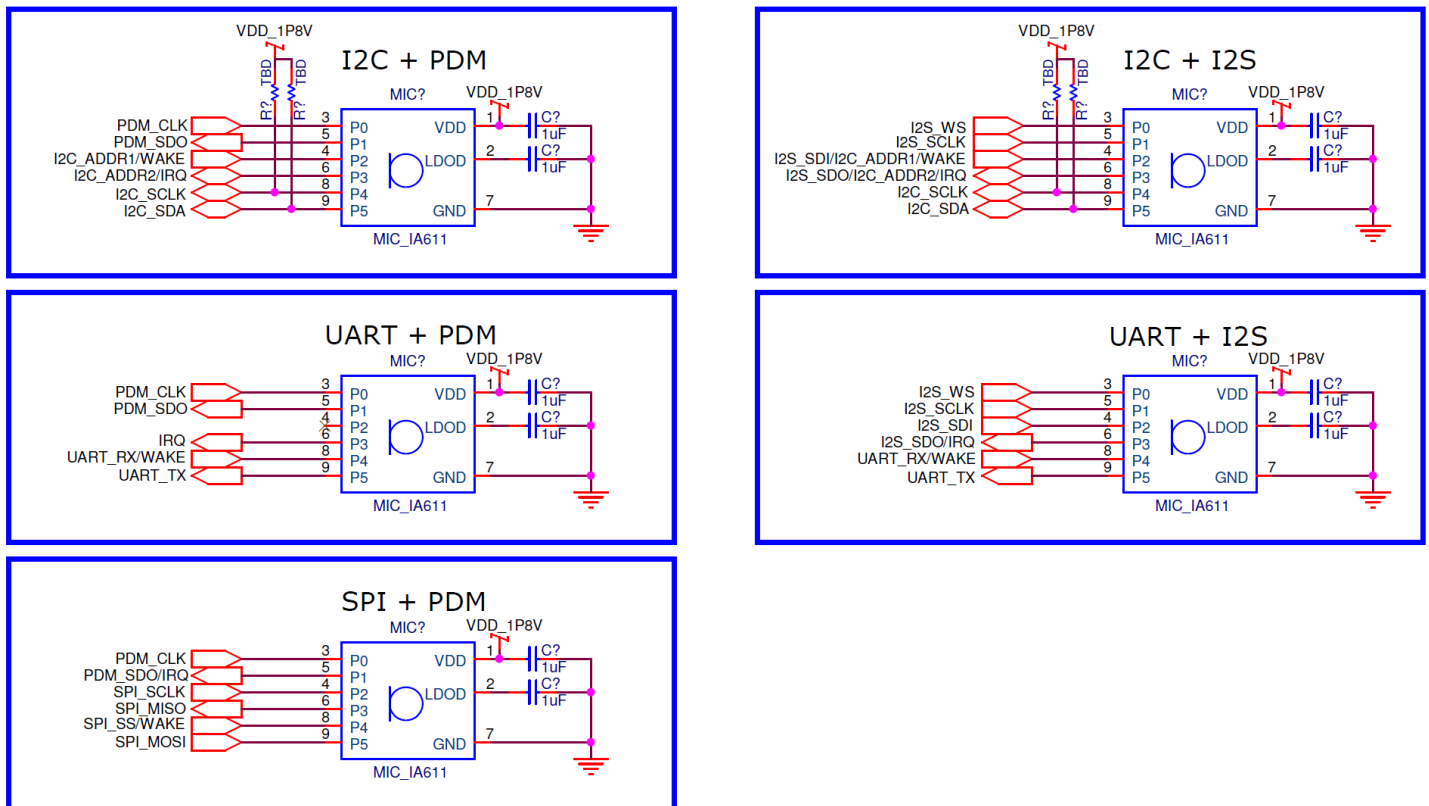 VDD_1P8V
I2C + PDM
TBD
TBD
R?
R?
MIC?
VDD_1P8V
PDM_CLK 3 P0 VDD 1 C?
1uF
PDM_SDO 5 P1
I2C_ADDR1/WAKE 4 P2 LDOD 2 C?
1uF
I2C_ADDR2/IRQ 6 P3
I2C_SCLK 8 P4
I2C_SDA 9 P5 GND 7
MIC_IA611
VDD_1P8V
I2C + I2S
TBD
TBD
R?
R?
MIC?
VDD_1P8V
I2S_WS 3 P0 VDD 1 C?
1uF
I2S_SCLK 5 P1
I2S_SDI/I2C_ADDR1/WAKE 4 P2 LDOD 2 C?
1uF
I2S_SDO/I2C_ADDR2/IRQ 6 P3
I2C_SCLK 8 P4
I2C_SDA 9 P5 GND 7
MIC_IA611
UART + PDM
MIC?
VDD_1P8V
PDM_CLK 3 P0 VDD 1 C?
1uF
PDM_SDO 5 P1
4 P2 LDOD 2 C?
1uF
IRQ 6 P3
UART_RX/WAKE 8 P4
UART_TX 9 P5 GND 7
MIC_IA611
UART + I2S
MIC?
VDD_1P8V
I2S_WS 3 P0 VDD 1 C?
1uF
I2S_SCLK 5 P1
I2S_SDI 4 P2 LDOD 2 C?
1uF
I2S_SDO/IRQ 6 P3
UART_RX/WAKE 8 P4
UART_TX 9 P5 GND 7
MIC_IA611
SPI + PDM
MIC?
VDD_1P8V
PDM_CLK 3 P0 VDD 1 C?
1uF
PDM_SDO/IRQ 5 P1
SPI_SCLK 4 P2 LDOD 2 C?
1uF
SPI_MISO 6 P3
SPI_SS/WAKE 8 P4
SPI_MOSI 9 P5 GND 7
MIC_IA611